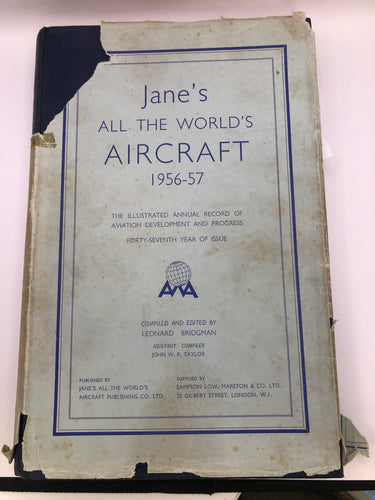 Jane's
ALL THE WORLD'S
AIRCRAFT
1956-57
THE ILLUSTRATED ANNUAL RECORD OF
AVIATION DEVELOPMENT AND PROGRESS
FORTY-SEVENTH YEAR OF ISSUE
AWA
COMPILED AND EDITED BY
LEONARD BRIDGMAN
ASSISTANT COMPILER
JOHN W. R. TAYLOR
PUBLISHED BY
JANE'S ALL THE WORLD'S
AIRCRAFT PUBLISHING CO. LTD.
SUPPLIED BY
SAMPSON LOW, MARSTON & CO. LTD.
25 GILBERT STREET, LONDON, W.1.